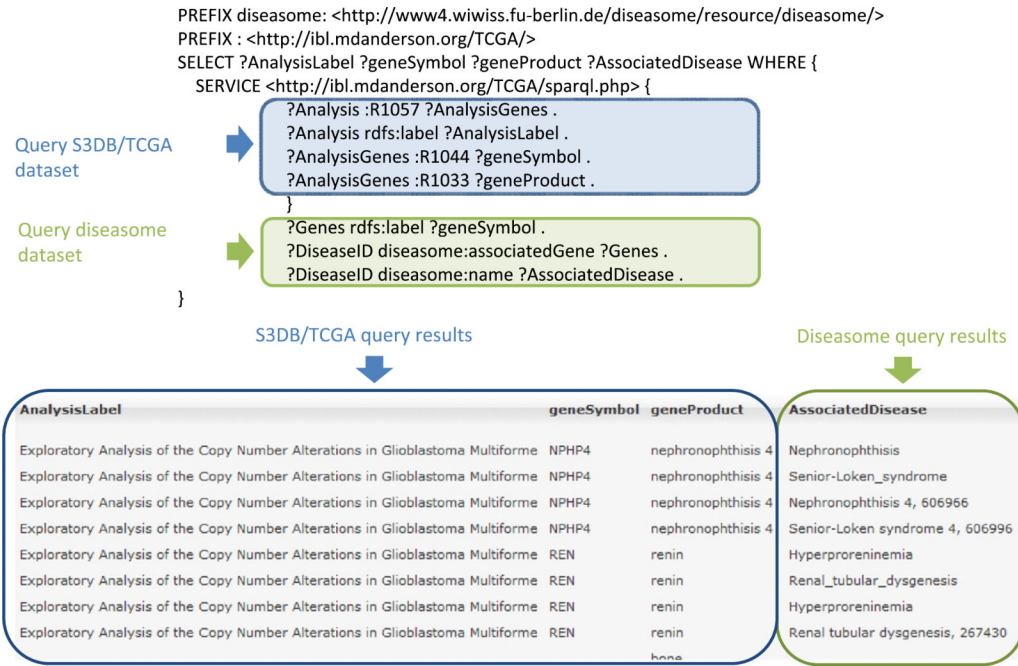 PREFIX diseasome: <http://www4.wiwiss.fu-berlin.de/diseasome/resource/diseasome/>
PREFIX : <http://ibl.mdanderson.org/TCGA/>
SELECT ?AnalysisLabel ?geneSymbol ?geneProduct ?AssociatedDisease WHERE {
SERVICE <http://ibl.mdanderson.org/TCGA/sparql.php> {
?Analysis :R1057 ?AnalysisGenes .
?Analysis rdfs:label ?AnalysisLabel .
?AnalysisGenes :R1044 ?geneSymbol .
?AnalysisGenes :R1033 ?geneProduct .
Query S3DB/TCGA
dataset
}
?Genes rdfs:label ?geneSymbol .
?DiseaseID diseasome:associatedGene ?Genes .
?DiseaseID diseasome:name ?AssociatedDisease .
Query diseasome
dataset
}
S3DB/TCGA query results
Diseasome query results
AnalysisLabel geneSymbol geneProduct AssociatedDisease
Exploratory Analysis of the Copy Number Alterations in Glioblastoma Multiforme NPHP4 nephronophthisis 4 Nephronophthisis
Exploratory Analysis of the Copy Number Alterations in Glioblastoma Multiforme NPHP4 nephronophthisis 4 Senior-Loken_syndrome
Exploratory Analysis of the Copy Number Alterations in Glioblastoma Multiforme NPHP4 nephronophthisis 4 Nephronophthisis 4, 606966
Exploratory Analysis of the Copy Number Alterations in Glioblastoma Multiforme NPHP4 nephronophthisis 4 Senior-Loken syndrome 4, 606996
Exploratory Analysis of the Copy Number Alterations in Glioblastoma Multiforme REN renin Hyperproreninemia
Exploratory Analysis of the Copy Number Alterations in Glioblastoma Multiforme REN renin Renal_tubular_dysgenesis
Exploratory Analysis of the Copy Number Alterations in Glioblastoma Multiforme REN renin Hyperproreninemia
Exploratory Analysis of the Copy Number Alterations in Glioblastoma Multiforme REN renin Renal tubular dysgenesis, 267430
bone